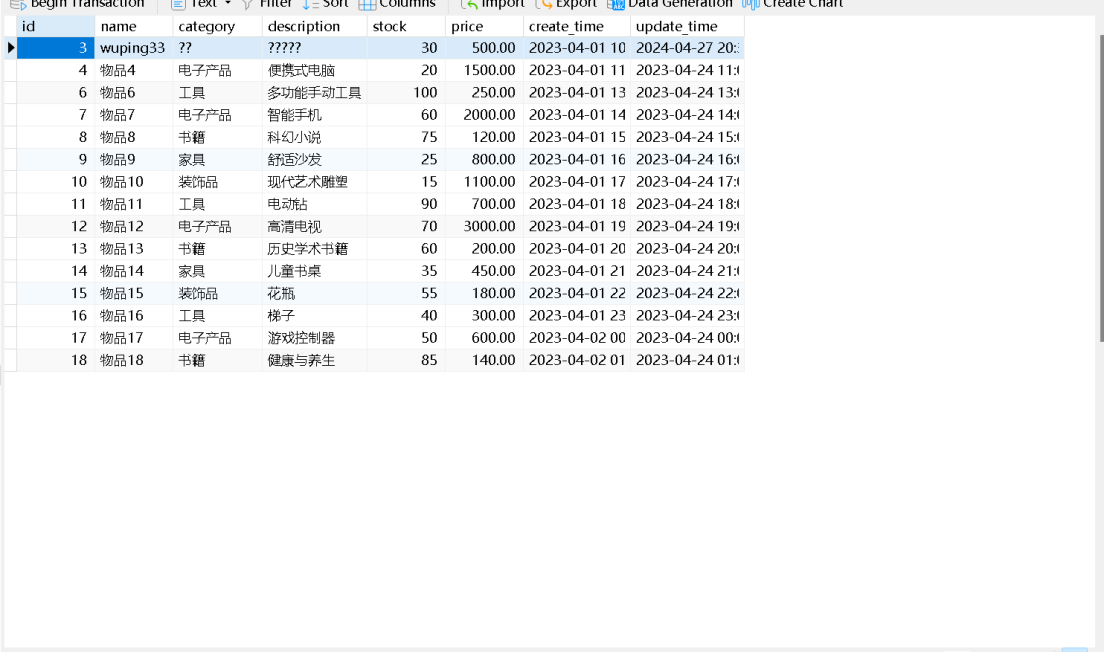 Begin Transaction Text Filter Sort Columns Import Export Data Generation Create Chart
id name category description stock price create_time update_time
3 wuping33 ?? ????? 30 500.00 2023-04-01 10 2024-04-27 20:
4 物品4 电子产品 便携式电脑 20 1500.00 2023-04-01 11 2023-04-24 11:0
6 物品6 工具 多功能手动工具 100 250.00 2023-04-01 13 2023-04-24 13:0
7 物品7 电子产品 智能手机 60 2000.00 2023-04-01 14 2023-04-24 14:0
8 物品8 书籍 科幻小说 75 120.00 2023-04-01 15 2023-04-24 15:0
9 物品9 家具 舒适沙发 25 800.00 2023-04-01 16 2023-04-24 16:0
10 物品10 装饰品 现代艺术雕塑 15 1100.00 2023-04-01 17 2023-04-24 17:0
11 物品11 工具 电动钻 90 700.00 2023-04-01 18 2023-04-24 18:0
12 物品12 电子产品 高清电视 70 3000.00 2023-04-01 19 2023-04-24 19:0
13 物品13 书籍 历史学术书籍 60 200.00 2023-04-01 20 2023-04-24 20:0
14 物品14 家具 儿童书桌 35 450.00 2023-04-01 21 2023-04-24 21:0
15 物品15 装饰品 花瓶 55 180.00 2023-04-01 22 2023-04-24 22:0
16 物品16 工具 梯子 40 300.00 2023-04-01 23 2023-04-24 23:0
17 物品17 电子产品 游戏控制器 50 600.00 2023-04-02 00 2023-04-24 00:0
18 物品18 书籍 健康与养生 85 140.00 2023-04-02 01 2023-04-24 01:0